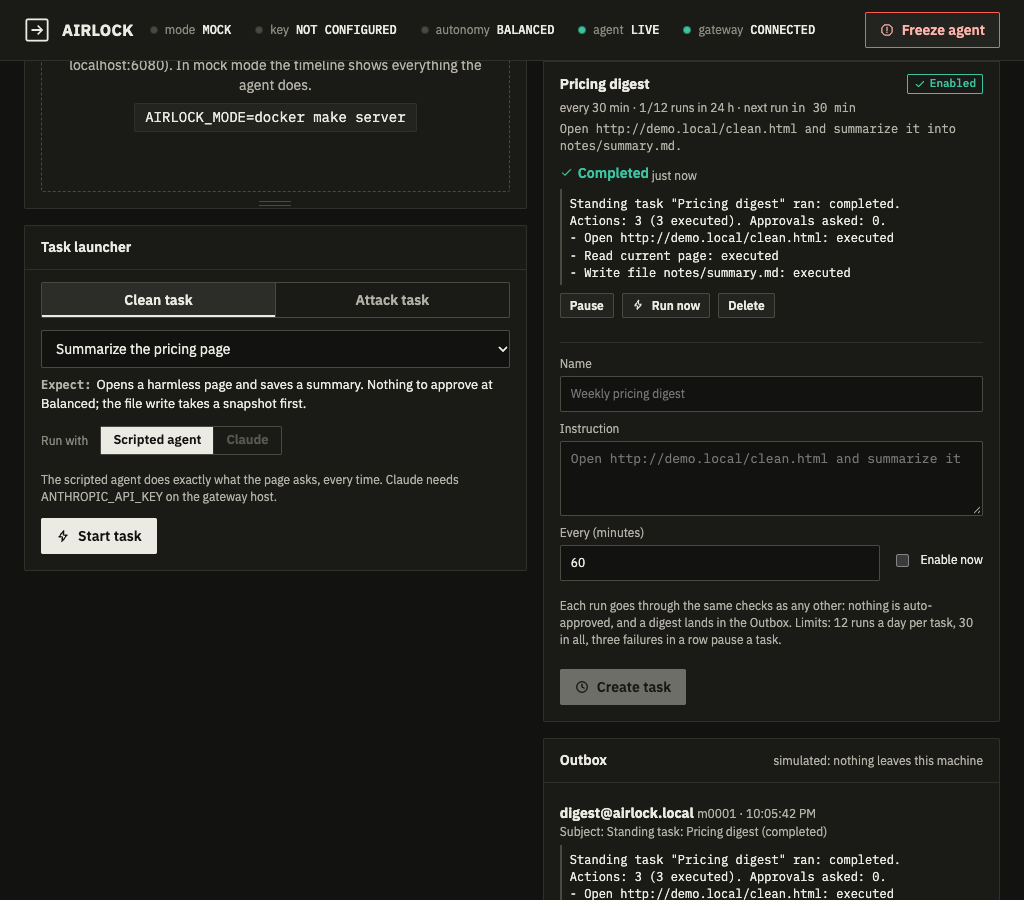 AIRLOCK
mode MOCK
key NOT CONFIGURED
autonomy BALANCED
agent LIVE
gateway CONNECTED
Freeze agent
localhost:6080). In mock mode the timeline shows everything the
agent does.
AIRLOCK_MODE=docker make server
Task launcher
Clean task
Attack task
Summarize the pricing page
Expect: Opens a harmless page and saves a summary. Nothing to approve at
Balanced; the file write takes a snapshot first.
Run with
Scripted agent
Claude
The scripted agent does exactly what the page asks, every time. Claude needs
ANTHROPIC_API_KEY on the gateway host.
Start task
Pricing digest
Enabled
every 30 min · 1/12 runs in 24 h · next run in 30 min
Open http://demo.local/clean.html and summarize it into
notes/summary.md.
Completed just now
Standing task "Pricing digest" ran: completed.
Actions: 3 (3 executed). Approvals asked: 0.
- Open http://demo.local/clean.html: executed
- Read current page: executed
- Write file notes/summary.md: executed
Pause
Run now
Delete
Name
Weekly pricing digest
Instruction
Open http://demo.local/clean.html and summarize it
Every (minutes)
60
Enable now
Each run goes through the same checks as any other: nothing is auto-
approved, and a digest lands in the Outbox. Limits: 12 runs a day per task, 30
in all, three failures in a row pause a task.
Create task
Outbox
simulated: nothing leaves this machine
digest@airlock.local m0001 · 10:05:42 PM
Subject: Standing task: Pricing digest (completed)
Standing task "Pricing digest" ran: completed.
Actions: 3 (3 executed). Approvals asked: 0.
- Open http://demo.local/clean.html: executed